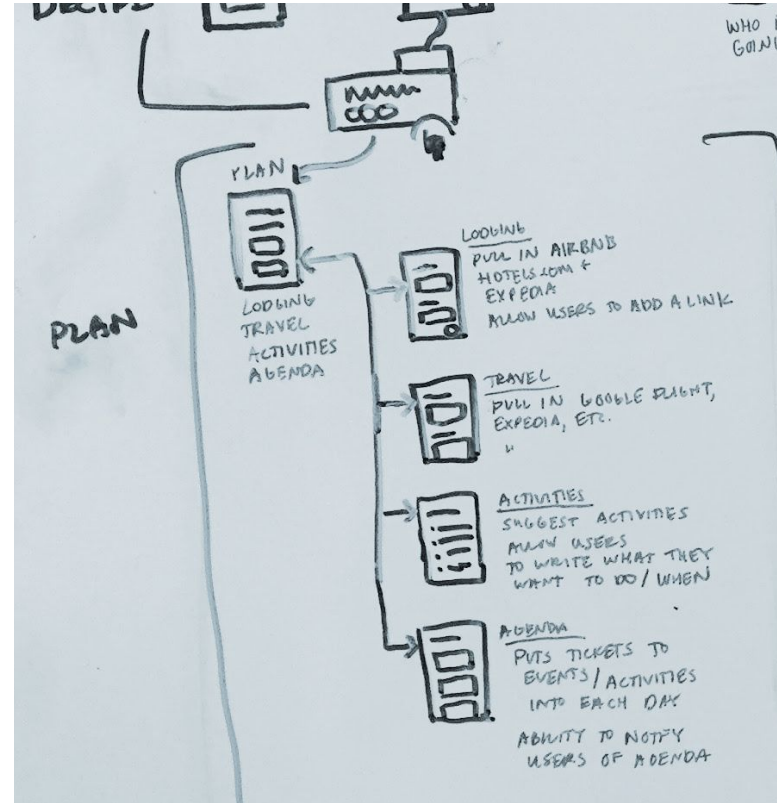 DECIDE
WHO
GOING
PLAN
PLAN
LODGING
TRAVEL
ACTIVITIES
AGENDA
LODGING
PULL IN AIRBNB
HOTELS.COM +
EXPEDIA
ALLOW USERS TO ADD A LINK
TRAVEL
PULL IN GOOGLE FLIGHT,
EXPEDIA, ETC.
"
ACTIVITIES
SUGGEST ACTIVITIES
ALLOW USERS
TO WRITE WHAT THEY
WANT TO DO / WHEN
AGENDA
PUTS TICKETS TO
EVENTS / ACTIVITIES
INTO EACH DAY
ABILITY TO NOTIFY
USERS OF AGENDA